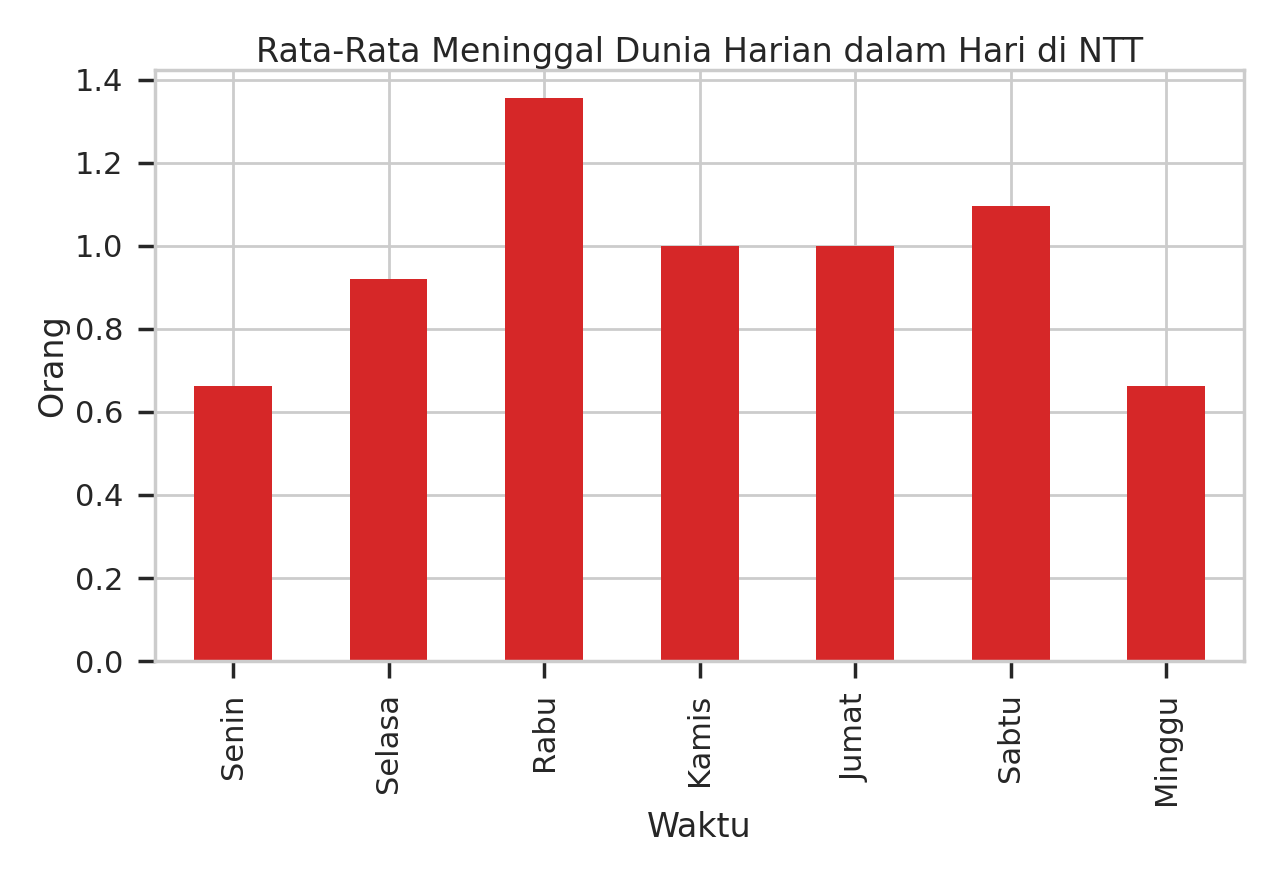 Rata-Rata Meninggal Dunia Harian dalam Hari di NTT
1.4
1.2
1.0
0.8
0.6
0.4
0.2
0.0
Orang
Senin
Selasa
Rabu
Kamis
Jumat
Sabtu
Minggu
Waktu